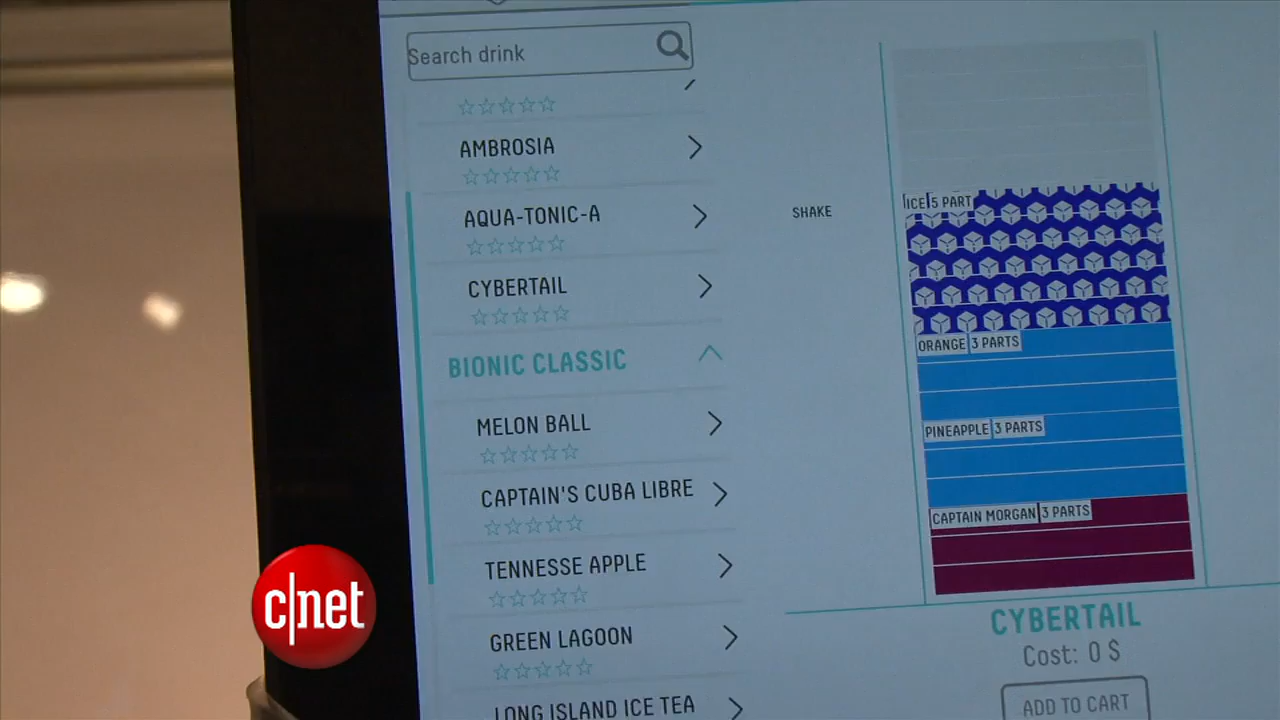 Search drink
AMBROSIA
AQUA-TONIC-A
CYBERTAIL
BIONIC CLASSIC
MELON BALL
CAPTAIN'S CUBA LIBRE
TENNESSE APPLE
GREEN LAGOON
LONG ISLAND ICE TEA
SHAKE
ICE 5 PART
ORANGE 3 PARTS
PINEAPPLE 3 PARTS
CAPTAIN MORGAN 3 PARTS
CYBERTAIL
Cost: 0 $
ADD TO CART
c|net